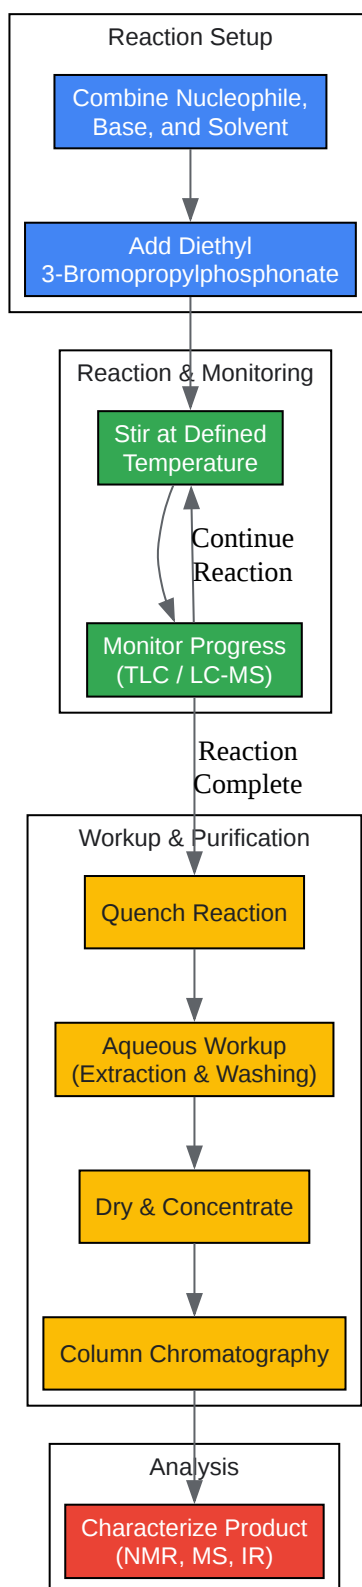 Reaction Setup
Combine Nucleophile,
Base, and Solvent
Add Diethyl
3-Bromopropylphosphonate
Reaction & Monitoring
Stir at Defined
Temperature
Continue
Reaction
Monitor Progress
(TLC / LC-MS)
Reaction
Complete
Workup & Purification
Quench Reaction
Aqueous Workup
(Extraction & Washing)
Dry & Concentrate
Column Chromatography
Analysis
Characterize Product
(NMR, MS, IR)